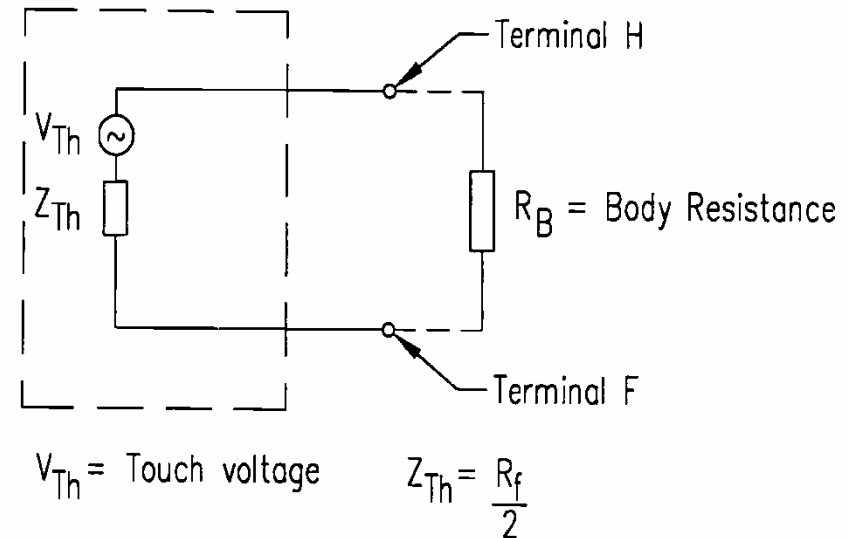 Terminal H
V_Th
Z_Th
R_B = Body Resistance
Terminal F
V_Th = Touch voltage
Z_Th = R_f/2